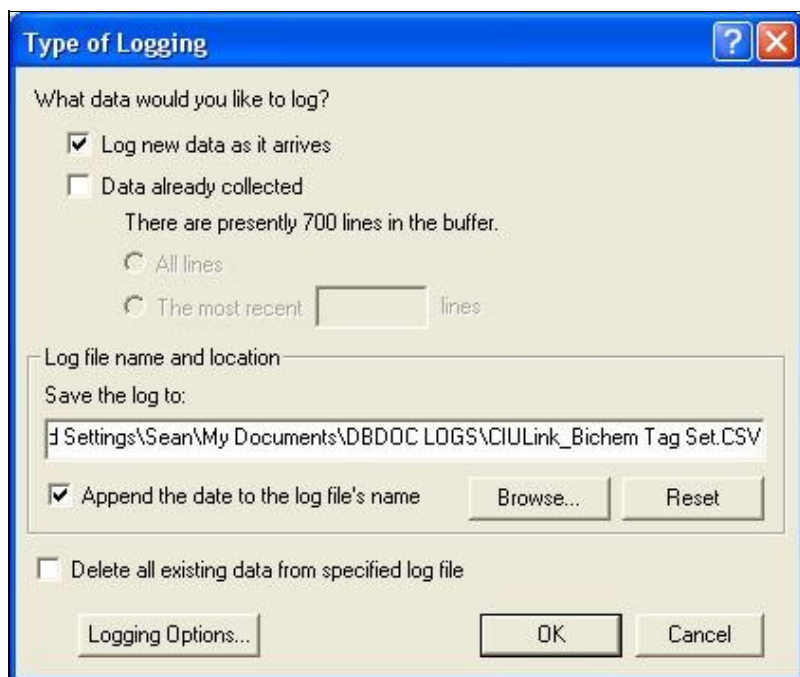 Type of Logging
What data would you like to log?
Log new data as it arrives
Data already collected
There are presently 700 lines in the buffer.
All lines
The most recent lines
Log file name and location
Save the log to:
d Settings\Sean\My Documents\DBDOC LOGS\CIULink_Bichem Tag Set.CSV
Append the date to the log file's name Browse... Reset
Delete all existing data from specified log file
Logging Options... OK Cancel